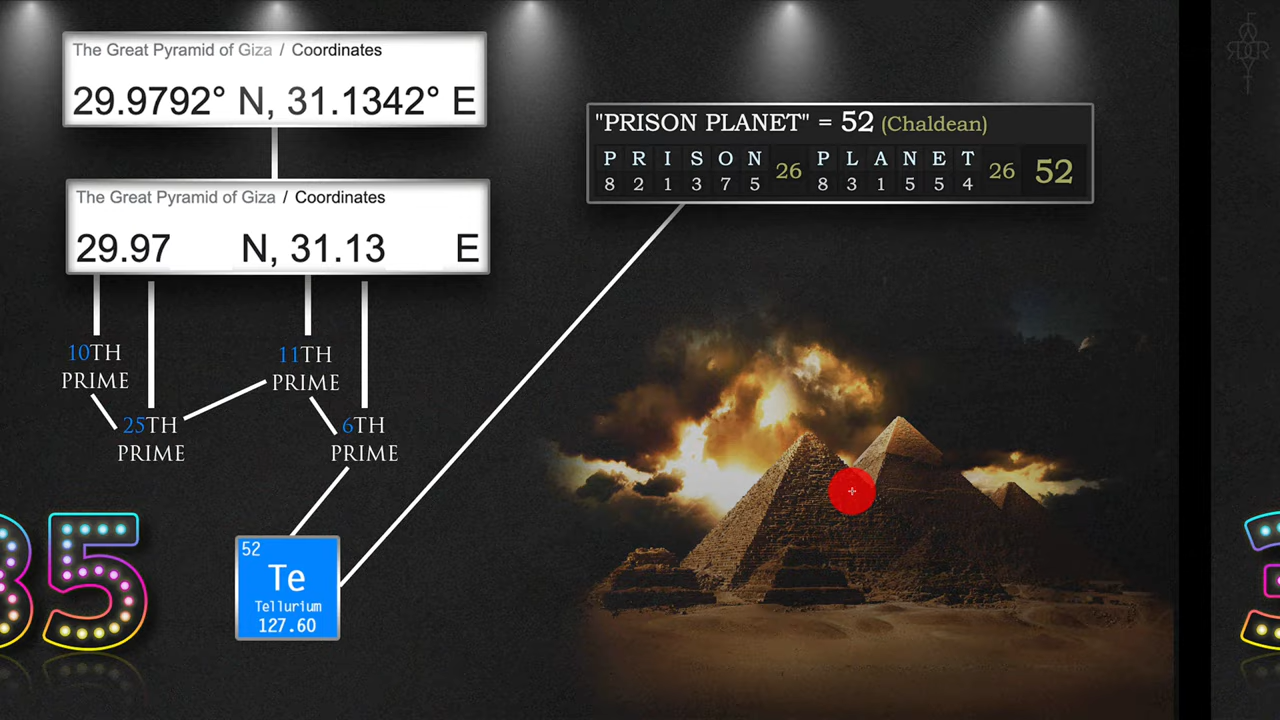 The Great Pyramid of Giza / Coordinates
29.9792° N, 31.1342° E
The Great Pyramid of Giza / Coordinates
29.97 N, 31.13 E
10TH
PRIME
11TH
PRIME
25TH
PRIME
6TH
PRIME
52
Te
Tellurium
127.60
"PRISON PLANET" = 52 (Chaldean)
P R I S O N 26 P L A N E T 26 52
8 2 1 3 7 5 8 3 1 5 5 4
35